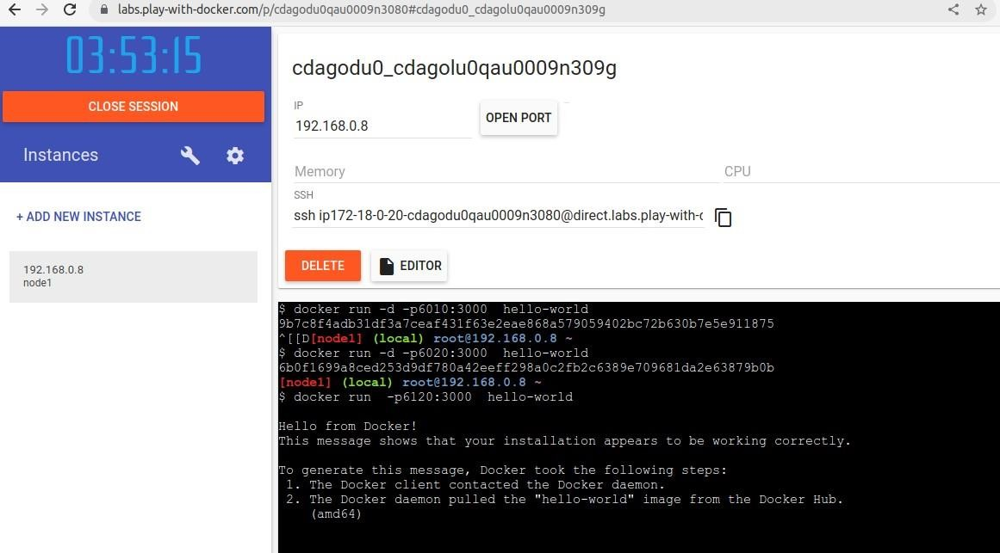 labs.play-with-docker.com/p/cdagodu0qau0009n3080#cdagodu0_cdagolu0qau0009n309g
03:53:15
CLOSE SESSION
Instances
+ ADD NEW INSTANCE
192.168.0.8
node1
cdagodu0_cdagolu0qau0009n309g
IP
192.168.0.8
OPEN PORT
Memory
CPU
SSH
ssh ip172-18-0-20-cdagodu0qau0009n3080@direct.labs.play-with-c
DELETE
EDITOR
$ docker run -d -p6010:3000  hello-world
9b7c8f4adb31df3a7ceaf431f63e2eae868a579059402bc72b630b7e5e911875
^[[D[node1] (local) root@192.168.0.8 ~
$ docker run -d -p6020:3000  hello-world
6b0f1699a8ced253d9df780a42eeff298a0c2fb2c6389e709681da2e63879b0b
[node1] (local) root@192.168.0.8 ~
$ docker run  -p6120:3000  hello-world
Hello from Docker!
This message shows that your installation appears to be working correctly.
To generate this message, Docker took the following steps:
1. The Docker client contacted the Docker daemon.
2. The Docker daemon pulled the "hello-world" image from the Docker Hub.
(amd64)